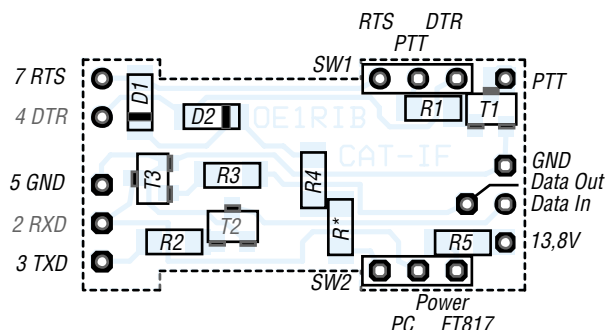 RTS DTR
PTT
SW1
7 RTS
D1
4 DTR
D2
OE1RIB
R1
T1
PTT
CAT-IF
5 GND
T3
R3
R4
GND
Data Out
Data In
2 RXD
T2
R*
R2
R5
13,8V
3 TXD
SW2
Power
PC FT817